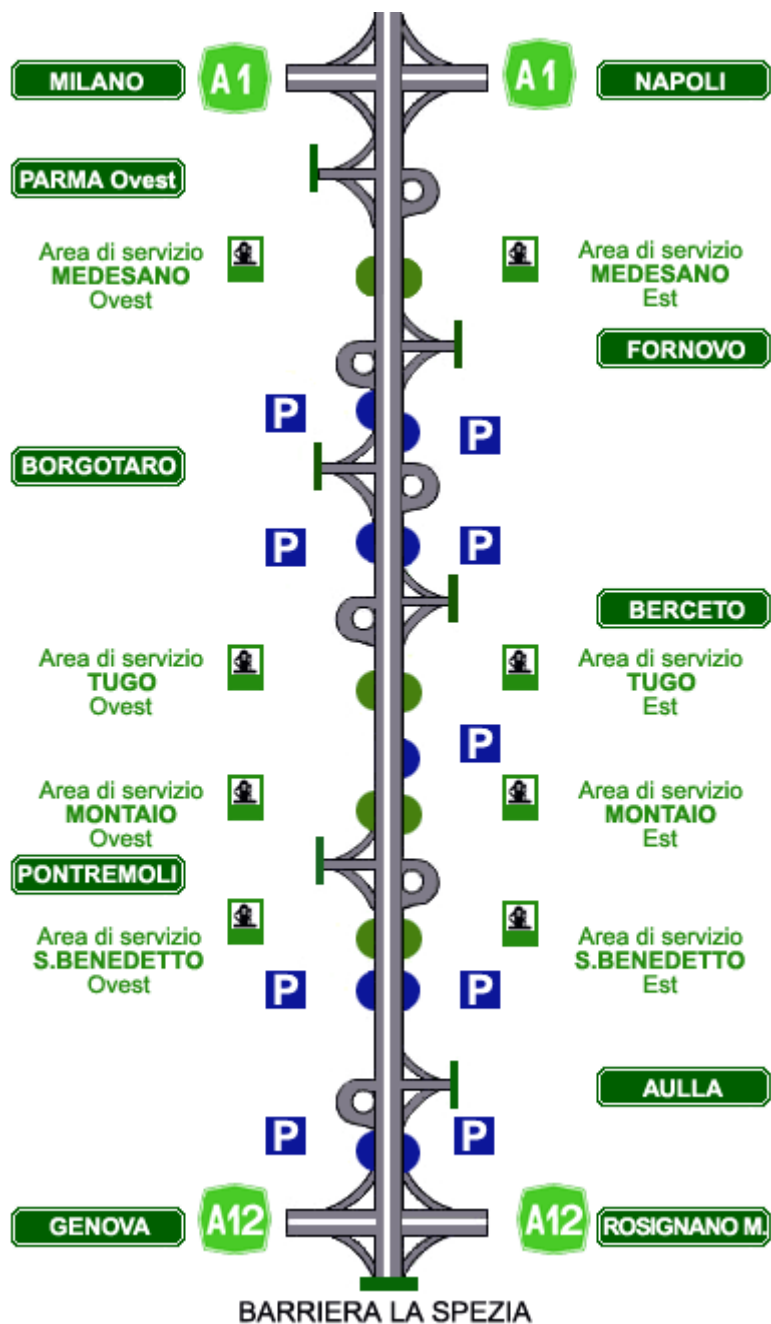 MILANO
A1
A1
NAPOLI
PARMA Ovest
Area di servizio
MEDESANO
Ovest
Area di servizio
MEDESANO
Est
FORNOVO
P
P
BORGOTARO
P
P
BERCETO
Area di servizio
TUGO
Ovest
Area di servizio
TUGO
Est
P
Area di servizio
MONTAIO
Ovest
Area di servizio
MONTAIO
Est
PONTREMOLI
Area di servizio
S.BENEDETTO
Ovest
Area di servizio
S.BENEDETTO
Est
P
P
AULLA
P
P
GENOVA
A12
A12
ROSIGNANO M.
BARRIERA LA SPEZIA